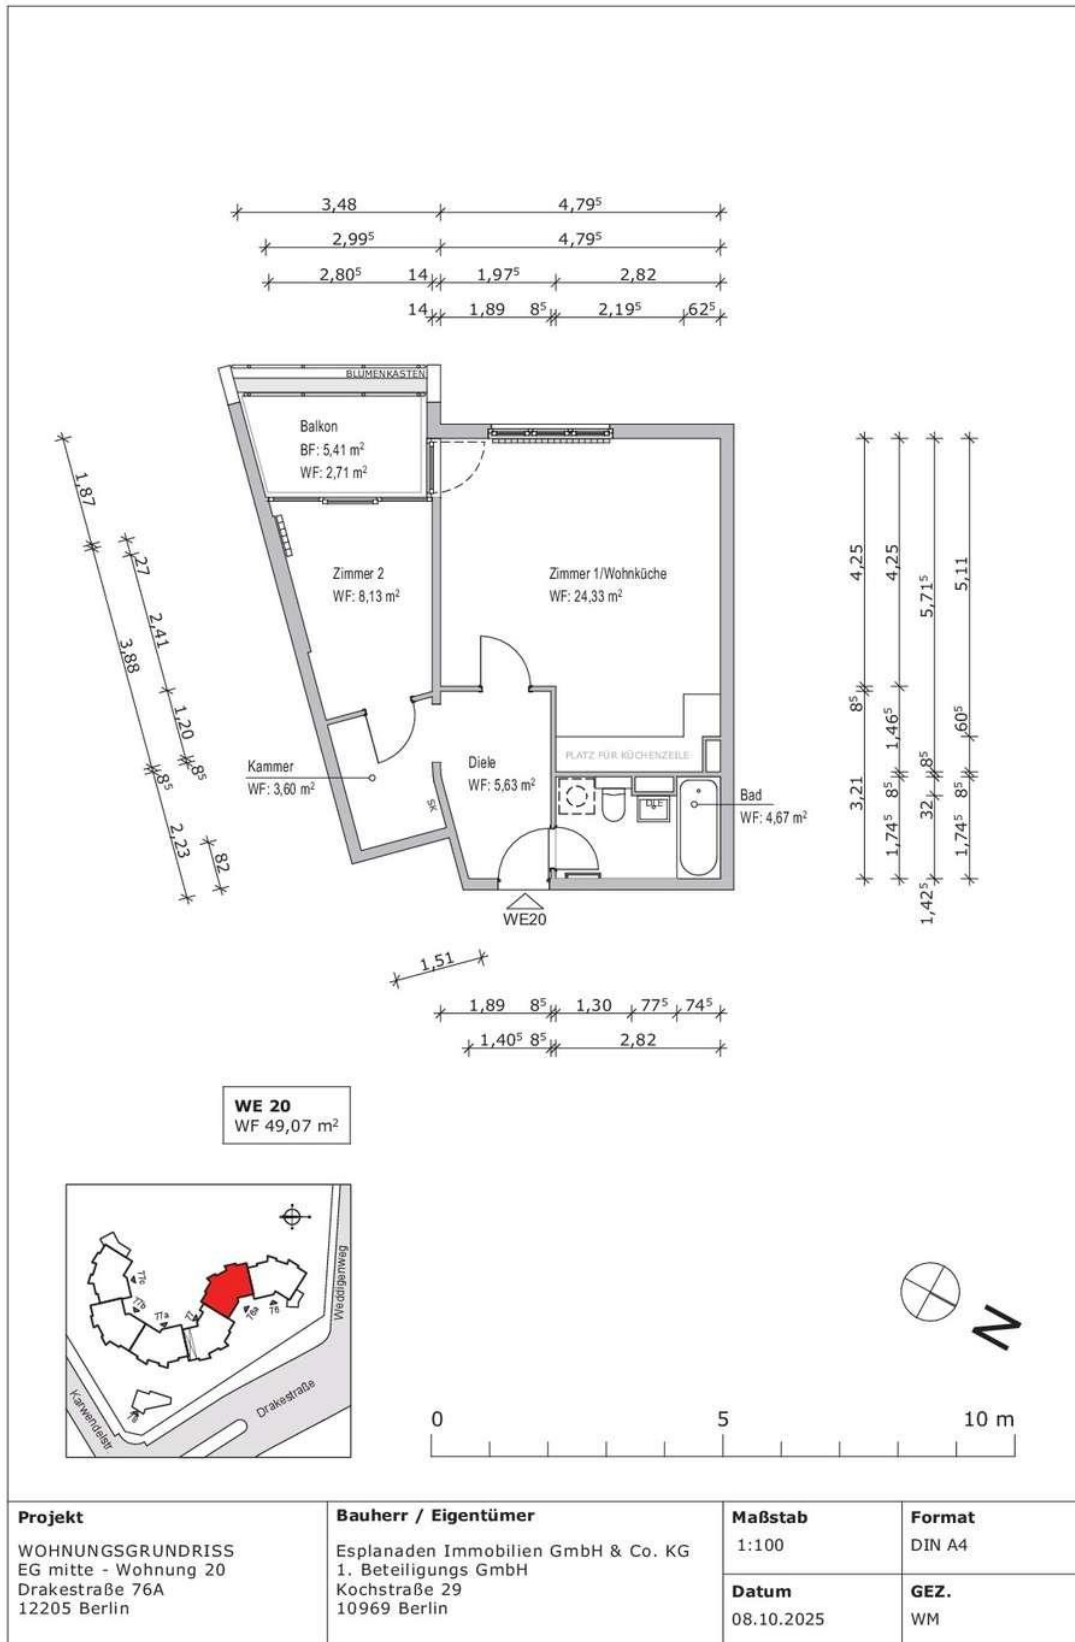 3,48 4,79⁵
2,99⁵ 4,79⁵
2,80⁵ 14 1,97⁵ 2,82
14 1,89 8⁵ 2,19⁵ 62⁵
BLUMENKASTEN
Balkon
BF: 5,41 m²
WF: 2,71 m²
Zimmer 2
WF: 8,13 m²
Zimmer 1/Wohnküche
WF: 24,33 m²
Kammer
WF: 3,60 m²
Diele
WF: 5,63 m²
PLATZ FÜR KÜCHENZEILE
SK
DLE
Bad
WF: 4,67 m²
WE20
1,87
27
2,41
3,88
1,20
8⁵
8⁵
2,23
82
4,25 8⁵ 3,21
4,25 1,46⁵ 8⁵ 1,74⁵
5,71⁵ 8⁵ 32 1,42⁵
5,11 60⁵ 8⁵ 1,74⁵
1,51
1,89 8⁵ 1,30 77⁵ 74⁵
1,40⁵ 8⁵ 2,82
WE 20
WF 49,07 m²
77c
77b
77a
77
76a
76
Weddigenweg
Drakestraße
Karwendelstr.
N
0 5 10 m
Projekt
WOHNUNGSGRUNDRISS
EG mitte - Wohnung 20
Drakestraße 76A
12205 Berlin
Bauherr / Eigentümer
Esplanaden Immobilien GmbH & Co. KG
1. Beteiligungs GmbH
Kochstraße 29
10969 Berlin
Maßstab
1:100
Format
DIN A4
Datum
08.10.2025
GEZ.
WM